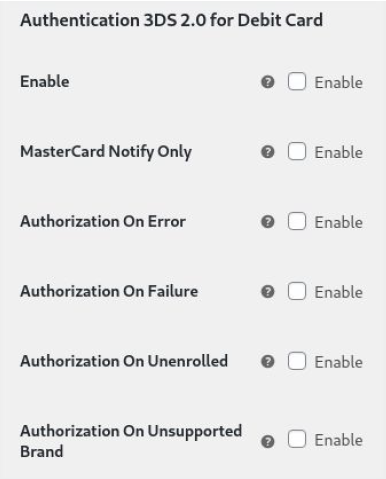 Authentication 3DS 2.0 for Debit Card
Enable ? Enable
MasterCard Notify Only ? Enable
Authorization On Error ? Enable
Authorization On Failure ? Enable
Authorization On Unenrolled ? Enable
Authorization On Unsupported
Brand ? Enable